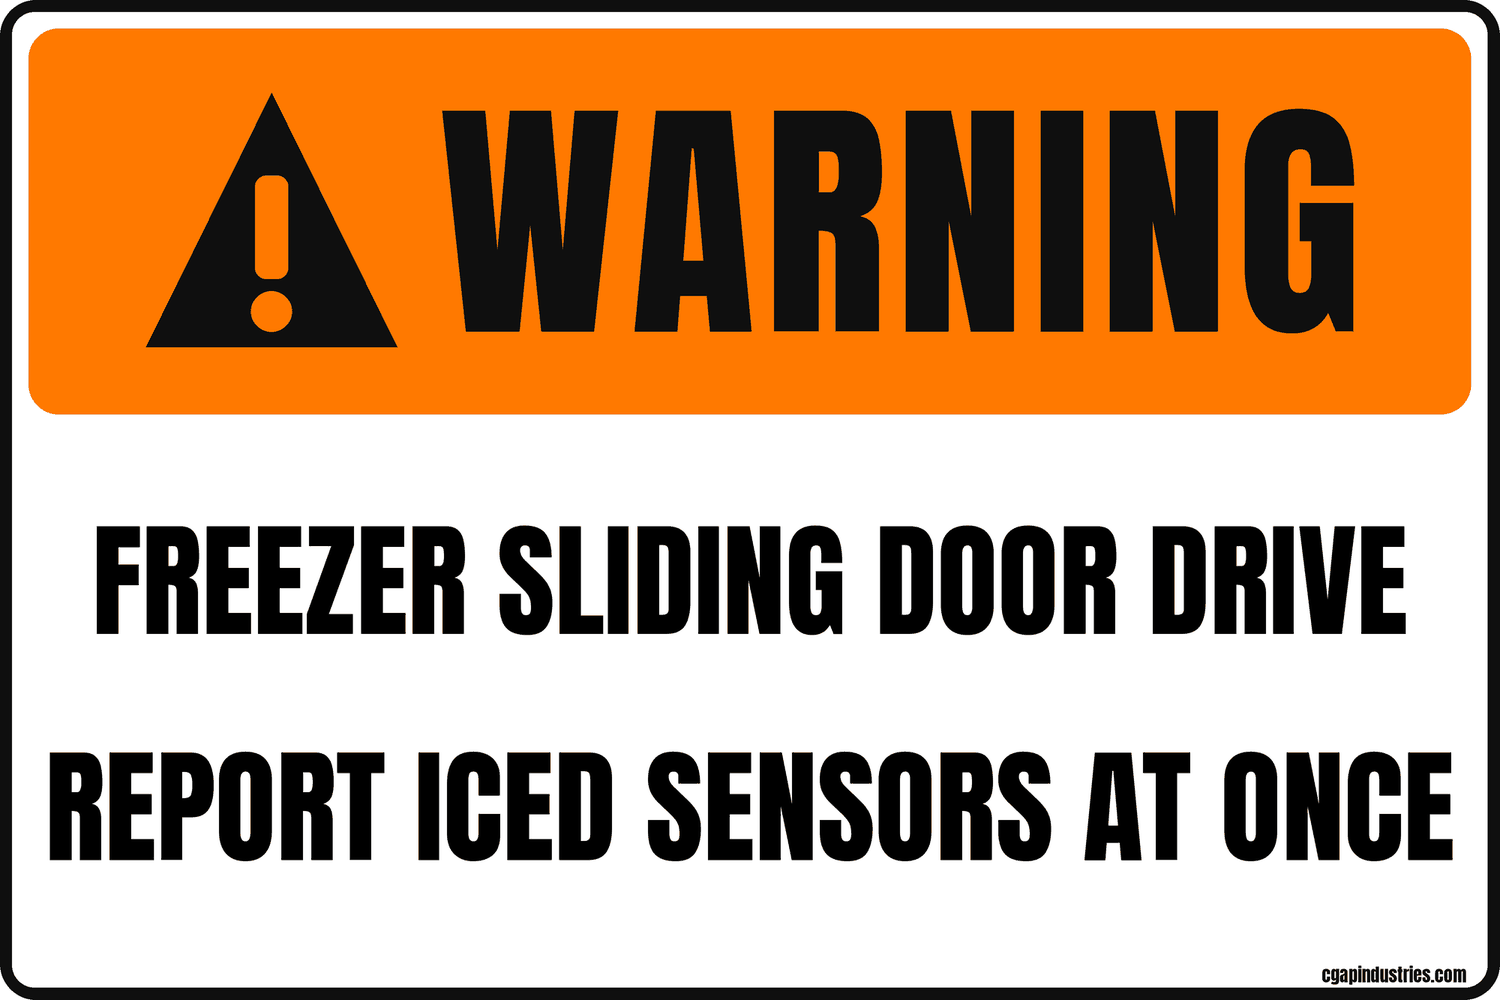 WARNING
FREEZER SLIDING DOOR DRIVE
REPORT ICED SENSORS AT ONCE
cgapindustries.com